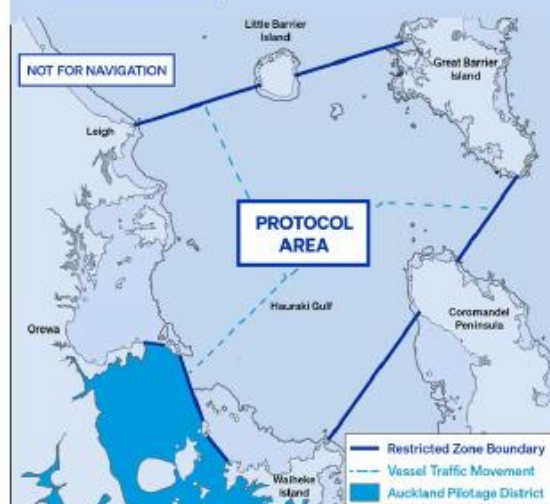 Little Barrier
Island
Great Barrier
Island
NOT FOR NAVIGATION
Leigh
PROTOCOL
AREA
Hauraki Gulf
Coromandel
Peninsula
Orewa
Waiheke
Island
Restricted Zone Boundary
Vessel Traffic Movement
Auckland Pilotage District